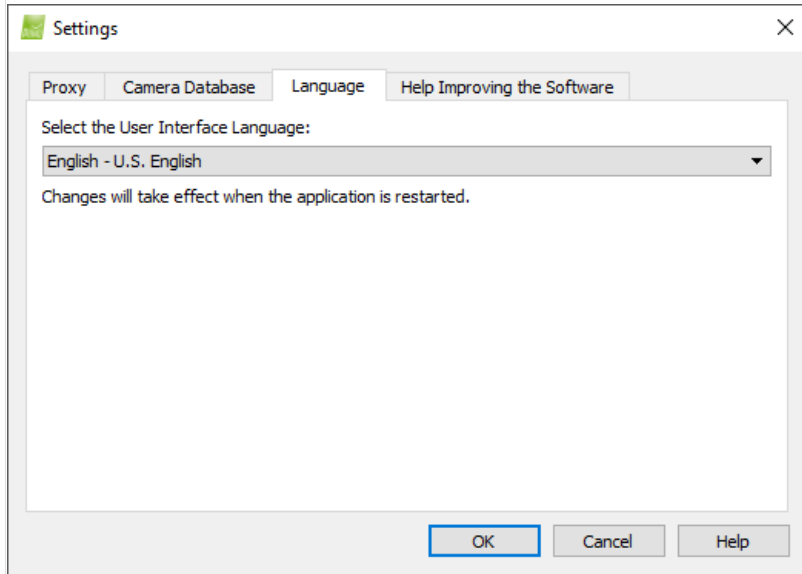 Settings
Proxy Camera Database Language Help Improving the Software
Select the User Interface Language:
English - U.S. English
Changes will take effect when the application is restarted.
OK Cancel Help